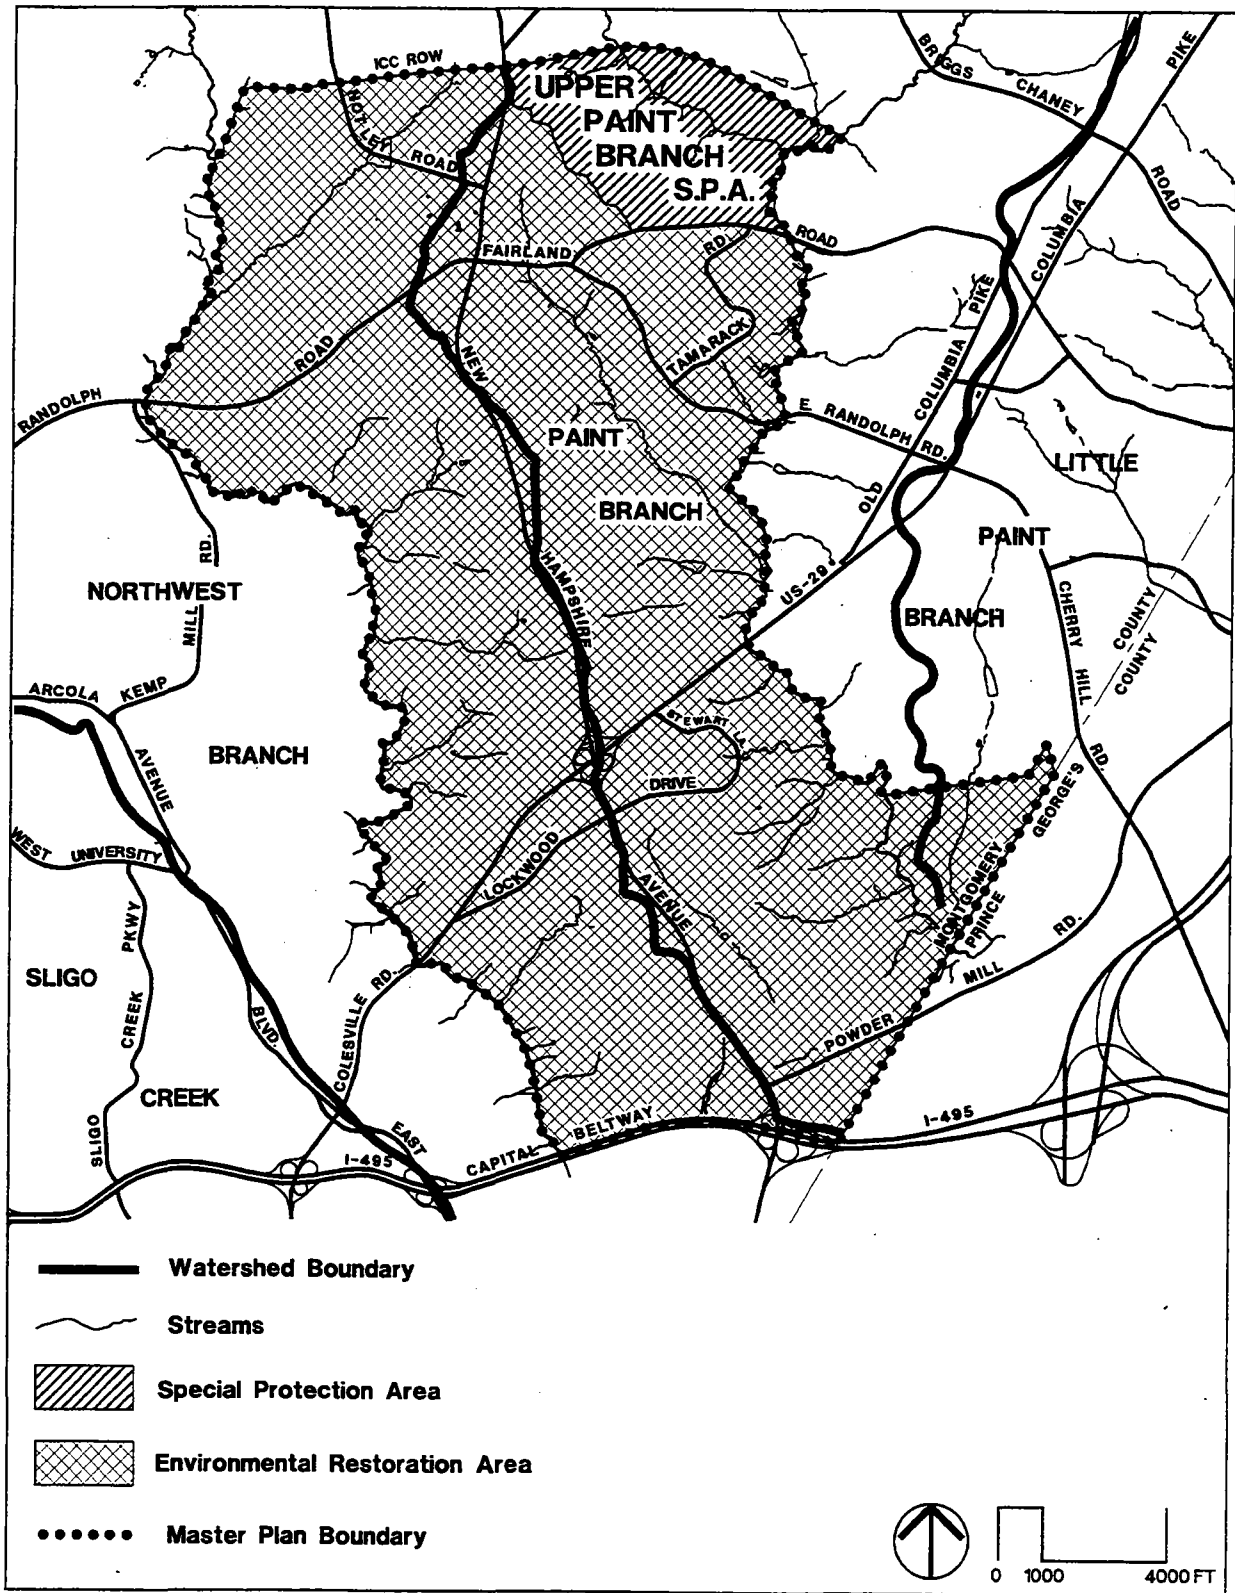 ICC ROW
BRIGGS
CHANEY
ROAD
PIKE
UPPER
PAINT
BRANCH
S.P.A.
NOTLEY ROAD
COLUMBIA
FAIRLAND
ROAD
RD.
TAMARACK
PIKE
COLUMBIA
OLD
RANDOLPH
ROAD
NEW
E. RANDOLPH RD.
PAINT
BRANCH
LITTLE
PAINT
BRANCH
NORTHWEST
BRANCH
RD.
MILL
KEMP
ARCOLA
AVENUE
HAMPSHIRE
US-29
CHERRY
HILL
RD.
COUNTY
COUNTY
STEWART LA.
DRIVE
LOCKWOOD
AVENUE
WEST UNIVERSITY
BLVD.
EAST
PKWY
CREEK
SLIGO
SLIGO
CREEK
COLESVILLE RD.
GEORGE'S
MONTGOMERY
PRINCE
POWDER MILL RD.
CAPITAL BELTWAY
I-495
I-495
Watershed Boundary
Streams
Special Protection Area
Environmental Restoration Area
Master Plan Boundary
0 1000 4000 FT